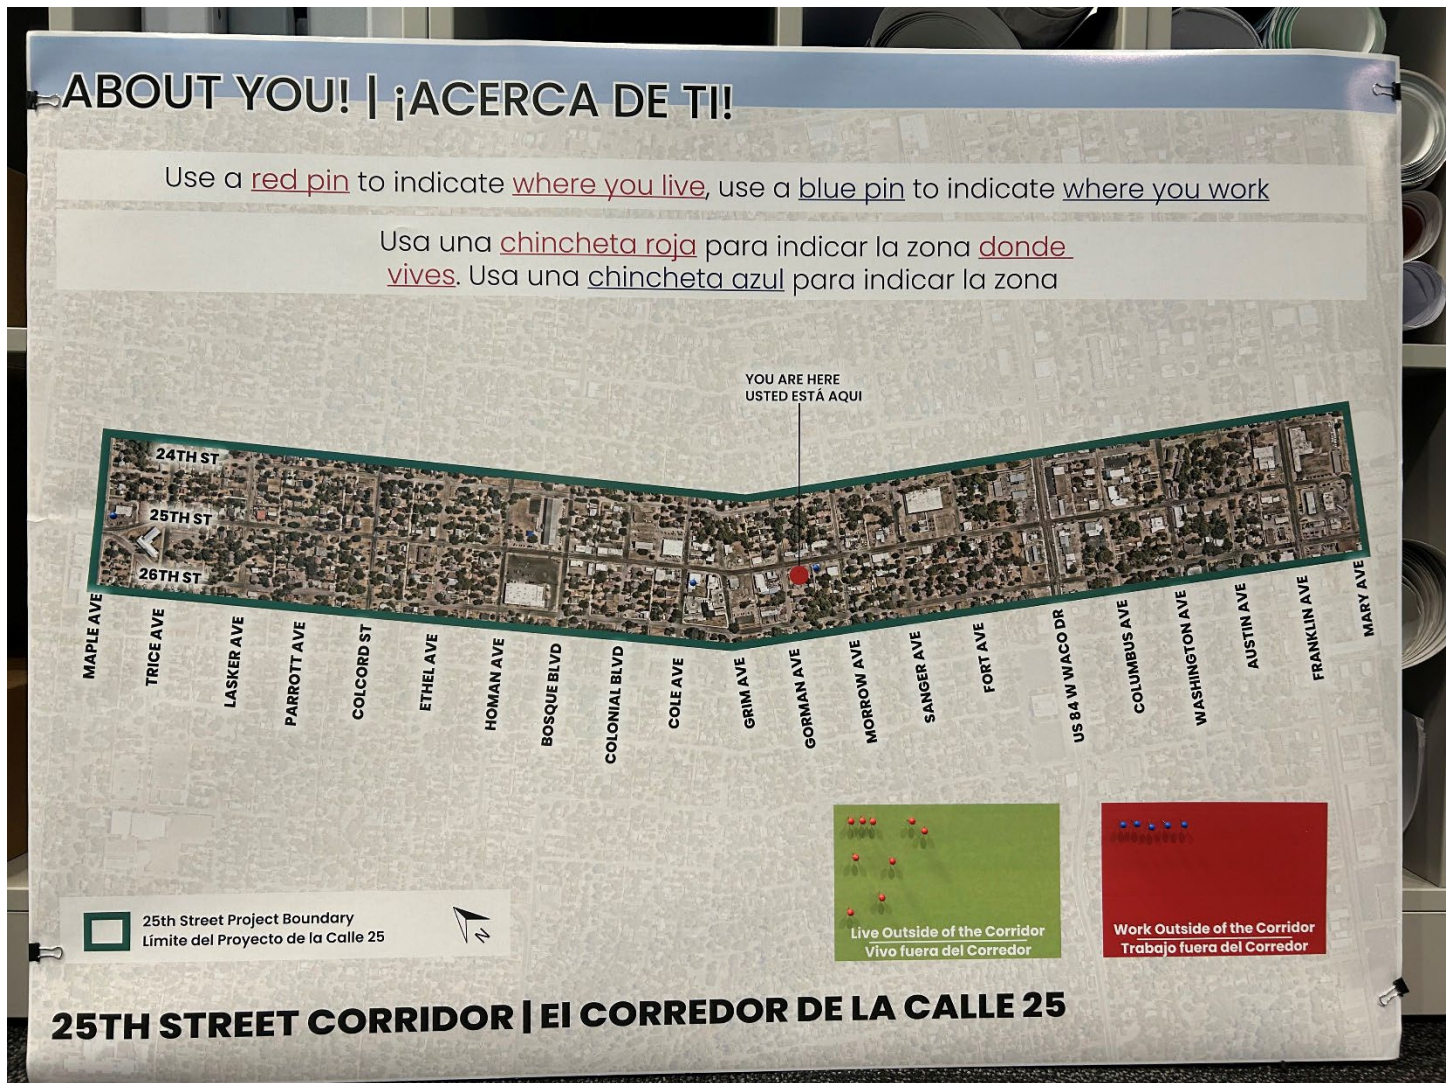 ABOUT YOU! | ¡ACERCA DE TI!
Use a red pin to indicate where you live, use a blue pin to indicate where you work
Usa una chincheta roja para indicar la zona donde
vives. Usa una chincheta azul para indicar la zona
YOU ARE HERE
USTED ESTÁ AQUI
24TH ST
25TH ST
26TH ST
MAPLE AVE
TRICE AVE
LASKER AVE
PARROTT AVE
COLCORD ST
ETHEL AVE
HOMAN AVE
BOSQUE BLVD
COLONIAL BLVD
COLE AVE
GRIM AVE
GORMAN AVE
MORROW AVE
SANGER AVE
FORT AVE
US 84 W WACO DR
COLUMBUS AVE
WASHINGTON AVE
AUSTIN AVE
FRANKLIN AVE
MARY AVE
25th Street Project Boundary
Límite del Proyecto de la Calle 25
N
Live Outside of the Corridor
Vivo fuera del Corredor
Work Outside of the Corridor
Trabajo fuera del Corredor
25TH STREET CORRIDOR | El CORREDOR DE LA CALLE 25